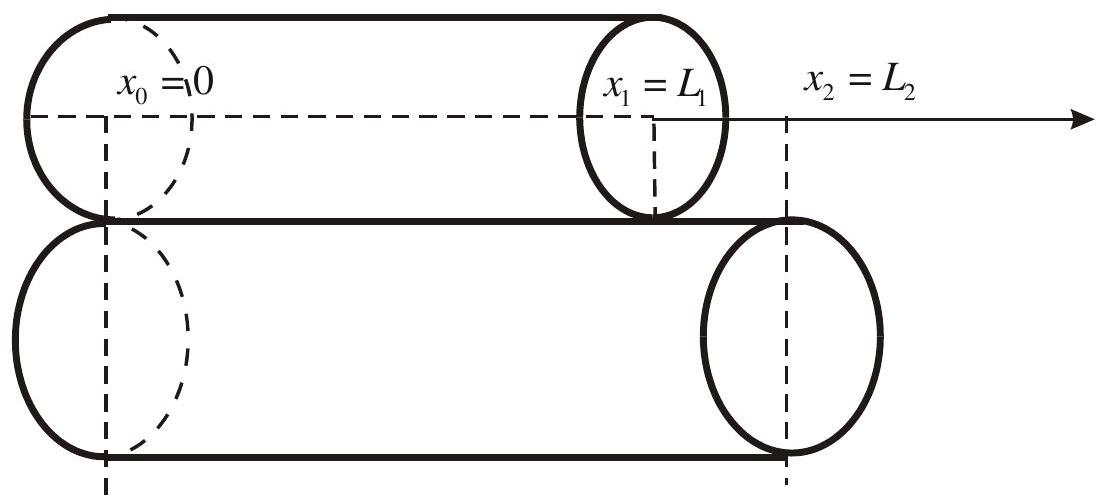 x₀ = 0
x₁ = L₁
x₂ = L₂